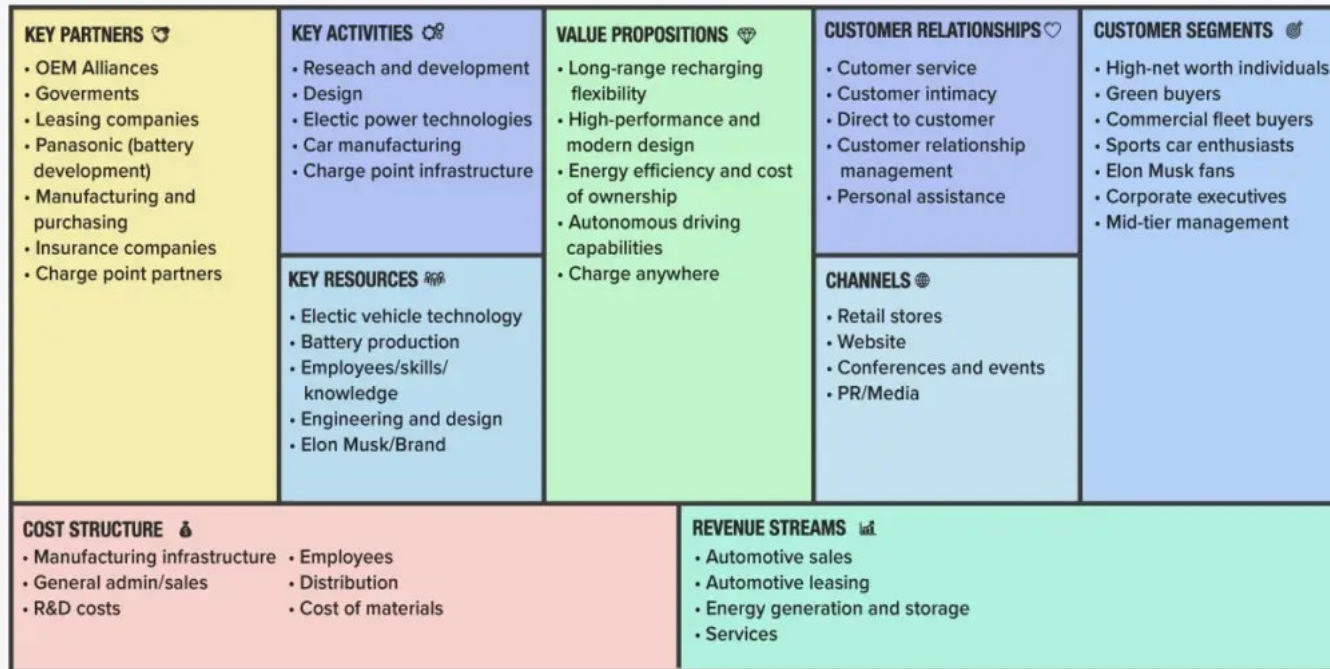 KEY PARTNERS
• OEM Alliances
• Goverments
• Leasing companies
• Panasonic (battery
development)
• Manufacturing and
purchasing
• Insurance companies
• Charge point partners
KEY ACTIVITIES
• Reseach and development
• Design
• Electic power technologies
• Car manufacturing
• Charge point infrastructure
KEY RESOURCES
• Electic vehicle technology
• Battery production
• Employees/skills/
knowledge
• Engineering and design
• Elon Musk/Brand
VALUE PROPOSITIONS
• Long-range recharging
flexibility
• High-performance and
modern design
• Energy efficiency and cost
of ownership
• Autonomous driving
capabilities
• Charge anywhere
CUSTOMER RELATIONSHIPS
• Cutomer service
• Customer intimacy
• Direct to customer
• Customer relationship
management
• Personal assistance
CHANNELS
• Retail stores
• Website
• Conferences and events
• PR/Media
CUSTOMER SEGMENTS
• High-net worth individuals
• Green buyers
• Commercial fleet buyers
• Sports car enthusiasts
• Elon Musk fans
• Corporate executives
• Mid-tier management
COST STRUCTURE
• Manufacturing infrastructure
• General admin/sales
• R&D costs
• Employees
• Distribution
• Cost of materials
REVENUE STREAMS
• Automotive sales
• Automotive leasing
• Energy generation and storage
• Services